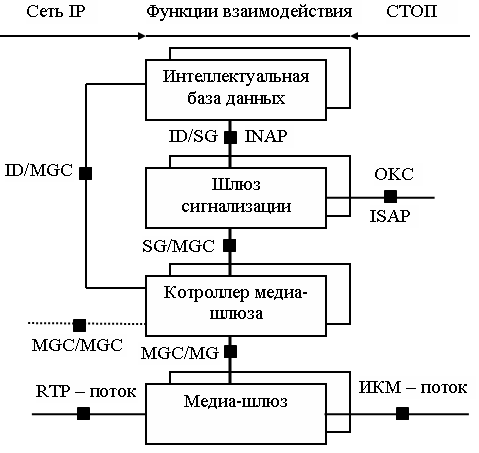 Сеть IP
Функции взаимодействия
СТОП
Интеллектуальная
база данных
ID/SG
INAP
ID/MGC
Шлюз
сигнализации
ОКС
ISAP
SG/MGC
Котроллер медиа-
шлюза
MGC/MGC
MGC/MG
RTP – поток
Медиа-шлюз
ИКМ – поток